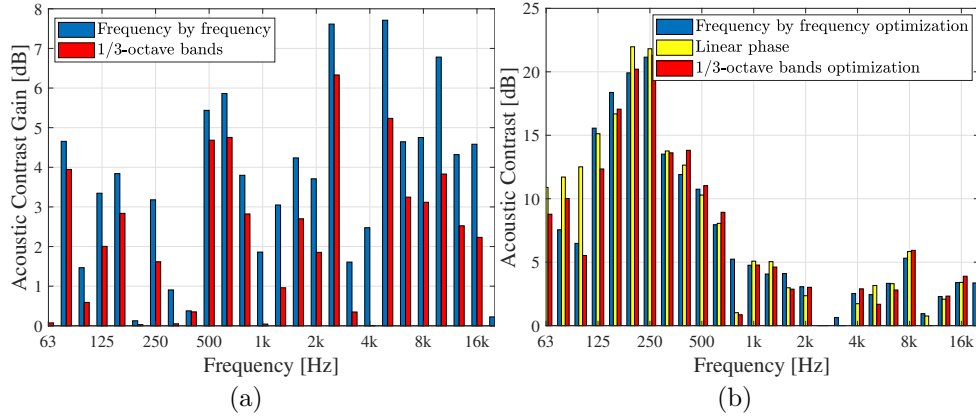 (a)
8
7
6
5
4
3
2
1
0
Acoustic Contrast Gain [dB]
Frequency by frequency
1/3-octave bands
63 125 250 500 1k 2k 4k 8k 16k
Frequency [Hz]
(a)
(b)
25
20
15
10
5
0
Acoustic Contrast [dB]
Frequency by frequency optimization
Linear phase
1/3-octave bands optimization
63 125 250 500 1k 2k 4k 8k 16k
Frequency [Hz]
(b)